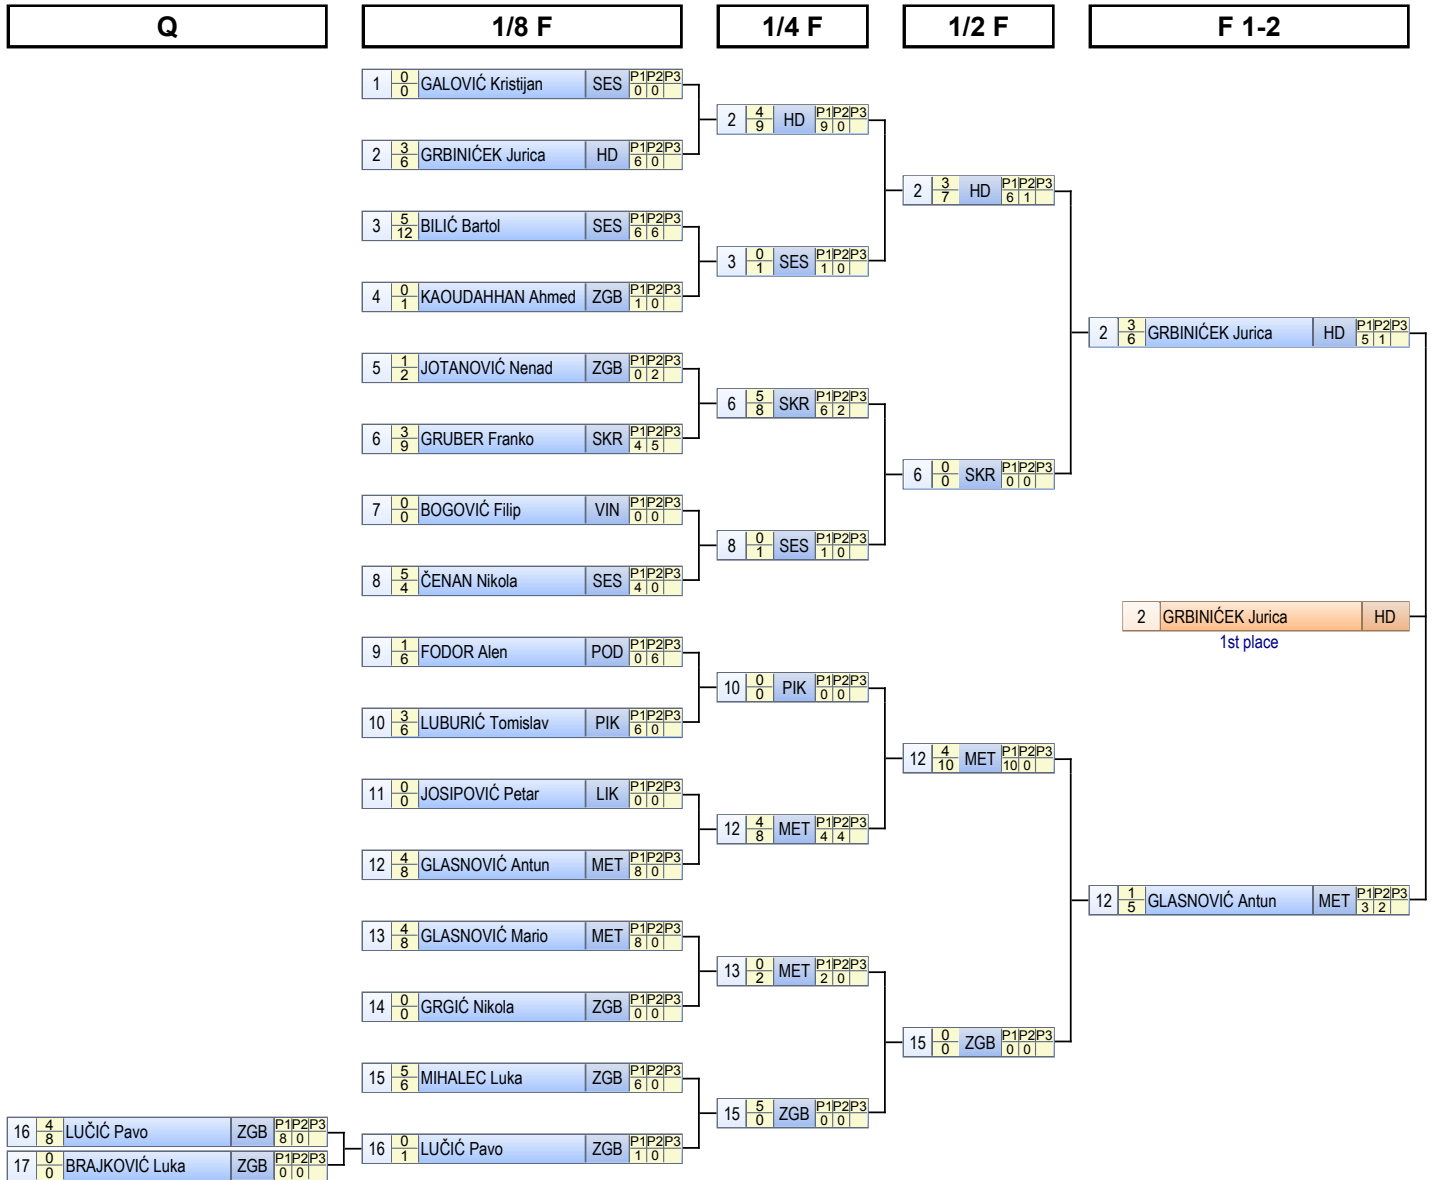 Q 1/8 F 1/4 F 1/2 F F 1-2
1 0 0 GALOVIĆ Kristijan SES P1 P2 P3 0 0
2 4 9 HD P1 P2 P3 9 0
2 3 6 GRBINIĆEK Jurica HD P1 P2 P3 6 0
2 3 7 HD P1 P2 P3 6 1
3 5 12 BILIĆ Bartol SES P1 P2 P3 6 6
3 0 1 SES P1 P2 P3 1 0
4 0 1 KAOUDAHHAN Ahmed ZGB P1 P2 P3 1 0
2 3 6 GRBINIĆEK Jurica HD P1 P2 P3 5 1
5 1 2 JOTANOVIĆ Nenad ZGB P1 P2 P3 0 2
6 5 8 SKR P1 P2 P3 6 2
6 3 9 GRUBER Franko SKR P1 P2 P3 4 5
6 0 0 SKR P1 P2 P3 0 0
7 0 0 BOGOVIĆ Filip VIN P1 P2 P3 0 0
8 0 1 SES P1 P2 P3 1 0
8 5 4 ČENAN Nikola SES P1 P2 P3 4 0
2 GRBINIĆEK Jurica HD
1st place
9 1 6 FODOR Alen POD P1 P2 P3 0 6
10 0 0 PIK P1 P2 P3 0 0
10 3 6 LUBURIĆ Tomislav PIK P1 P2 P3 6 0
12 4 10 MET P1 P2 P3 10 0
11 0 0 JOSIPOVIĆ Petar LIK P1 P2 P3 0 0
12 4 8 MET P1 P2 P3 4 4
12 4 8 GLASNOVIĆ Antun MET P1 P2 P3 8 0
12 1 5 GLASNOVIĆ Antun MET P1 P2 P3 3 2
13 4 8 GLASNOVIĆ Mario MET P1 P2 P3 8 0
13 0 2 MET P1 P2 P3 2 0
14 0 0 GRGIĆ Nikola ZGB P1 P2 P3 0 0
15 0 0 ZGB P1 P2 P3 0 0
15 5 6 MIHALEC Luka ZGB P1 P2 P3 6 0
15 5 0 ZGB P1 P2 P3 0 0
16 4 8 LUČIĆ Pavo ZGB P1 P2 P3 8 0
16 0 1 LUČIĆ Pavo ZGB P1 P2 P3 1 0
17 0 0 BRAJKOVIĆ Luka ZGB P1 P2 P3 0 0